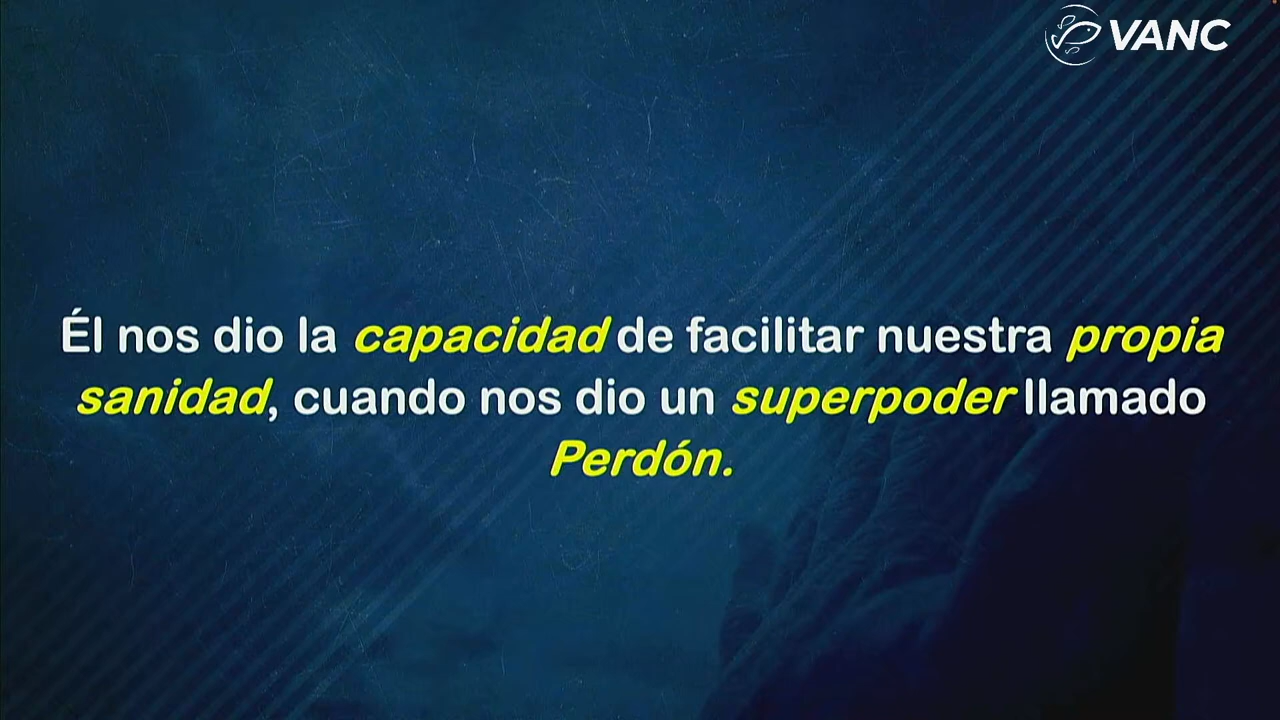 VANC
Él nos dio la capacidad de facilitar nuestra propia
sanidad, cuando nos dio un superpoder llamado
Perdón.